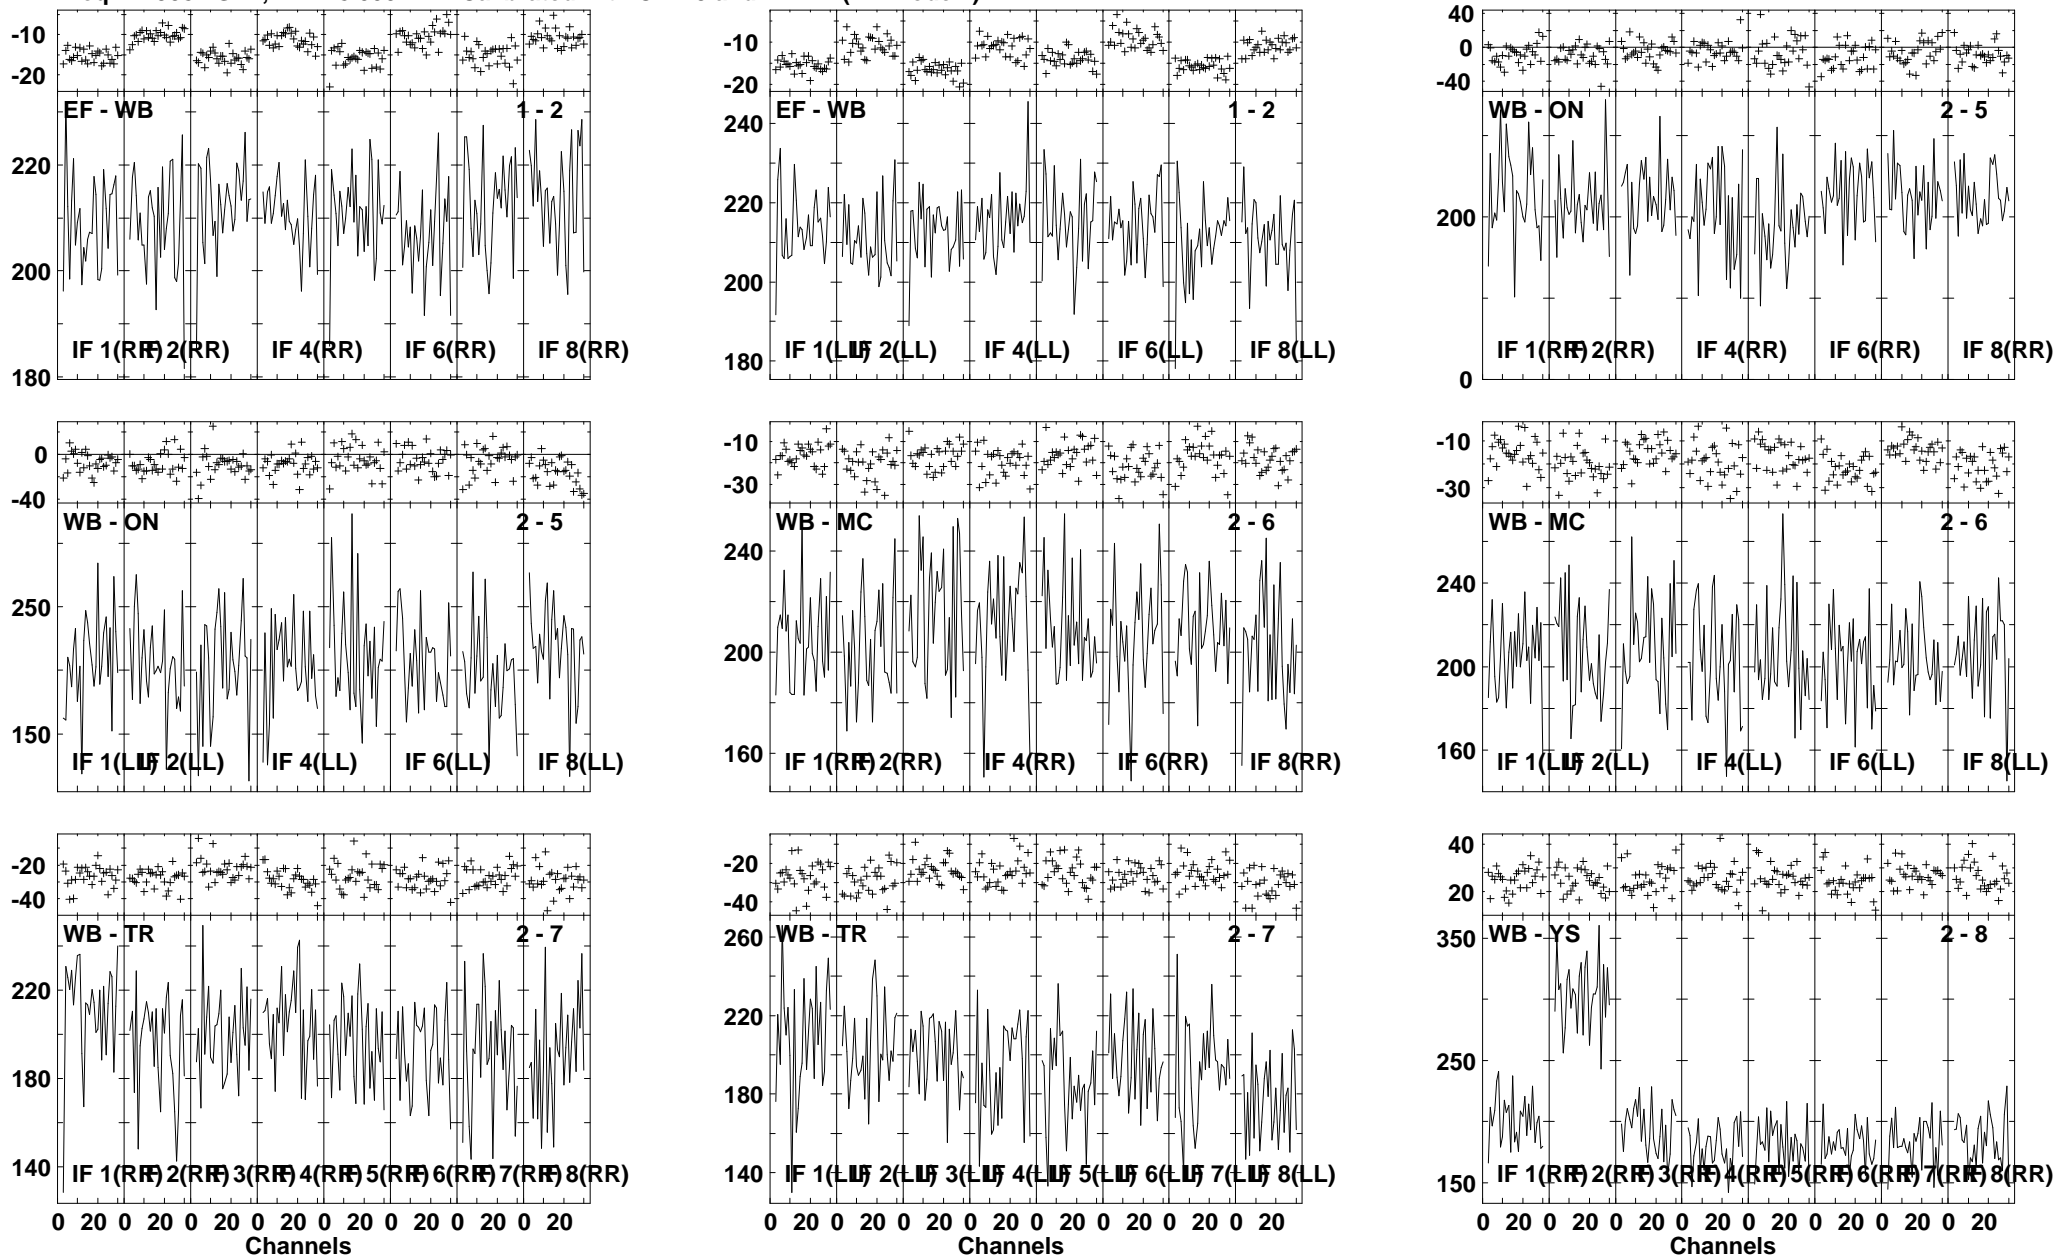 -10
-20
EF - WB 1 - 2
220
200
180
IF 1(RR) IF 2(RR) IF 4(RR) IF 6(RR) IF 8(RR)
-10
-20
EF - WB 1 - 2
240
220
200
180
IF 1(LL) IF 2(LL) IF 4(LL) IF 6(LL) IF 8(LL)
40
0
-40
WB - ON 2 - 5
200
0
IF 1(RR) IF 2(RR) IF 4(RR) IF 6(RR) IF 8(RR)
0
-40
WB - ON 2 - 5
250
150
IF 1(LL) IF 2(LL) IF 4(LL) IF 6(LL) IF 8(LL)
-10
-30
WB - MC 2 - 6
240
200
160
IF 1(RR) IF 2(RR) IF 4(RR) IF 6(RR) IF 8(RR)
-10
-30
WB - MC 2 - 6
240
200
160
IF 1(LL) IF 2(LL) IF 4(LL) IF 6(LL) IF 8(LL)
-20
-40
WB - TR 2 - 7
220
180
140
IF 1(RR) IF 2(RR) IF 3(RR) IF 4(RR) IF 5(RR) IF 6(RR) IF 7(RR) IF 8(RR)
0 20 0 20 0 20 0 20 0 20 0 20 0 20 0 20
Channels
-20
-40
WB - TR 2 - 7
260
220
180
140
IF 1(LL) IF 2(LL) IF 3(LL) IF 4(LL) IF 5(LL) IF 6(LL) IF 7(LL) IF 8(LL)
0 20 0 20 0 20 0 20 0 20 0 20 0 20 0 20
Channels
40
20
WB - YS 2 - 8
350
250
150
IF 1(RR) IF 2(RR) IF 3(RR) IF 4(RR) IF 5(RR) IF 6(RR) IF 7(RR) IF 8(RR)
0 20 0 20 0 20 0 20 0 20 0 20 0 20 0 20
Channels